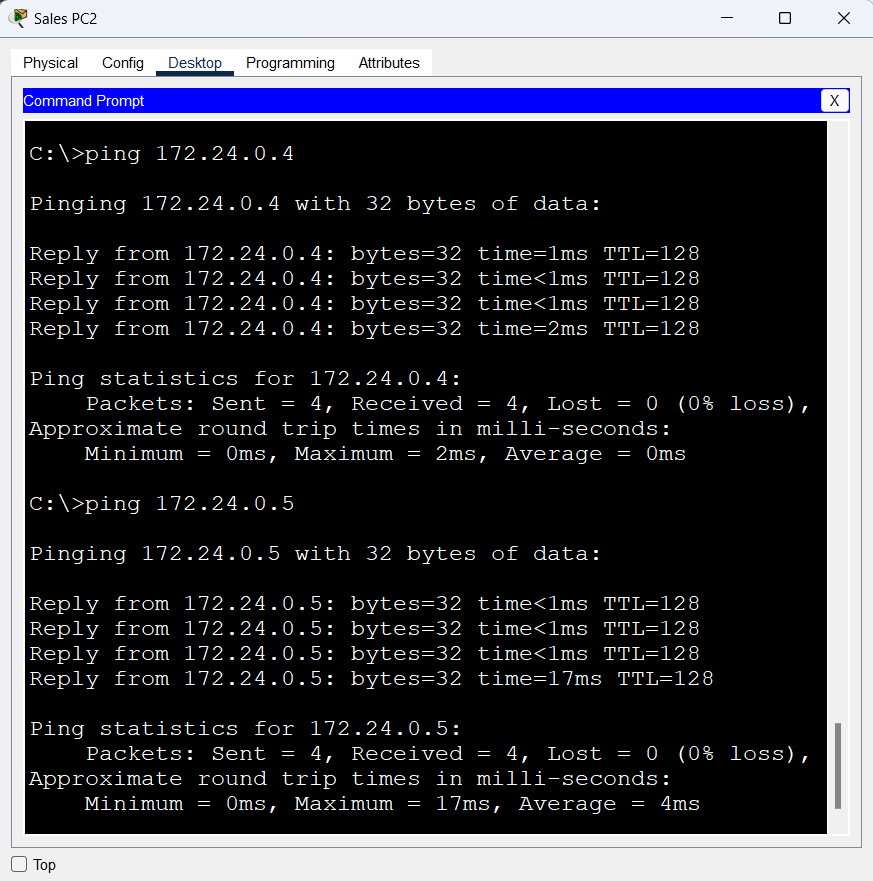 Sales PC2
Physical Config Desktop Programming Attributes
Command Prompt X
C:\>ping 172.24.0.4
Pinging 172.24.0.4 with 32 bytes of data:
Reply from 172.24.0.4: bytes=32 time=1ms TTL=128
Reply from 172.24.0.4: bytes=32 time<1ms TTL=128
Reply from 172.24.0.4: bytes=32 time<1ms TTL=128
Reply from 172.24.0.4: bytes=32 time=2ms TTL=128
Ping statistics for 172.24.0.4:
Packets: Sent = 4, Received = 4, Lost = 0 (0% loss),
Approximate round trip times in milli-seconds:
Minimum = 0ms, Maximum = 2ms, Average = 0ms
C:\>ping 172.24.0.5
Pinging 172.24.0.5 with 32 bytes of data:
Reply from 172.24.0.5: bytes=32 time<1ms TTL=128
Reply from 172.24.0.5: bytes=32 time<1ms TTL=128
Reply from 172.24.0.5: bytes=32 time<1ms TTL=128
Reply from 172.24.0.5: bytes=32 time=17ms TTL=128
Ping statistics for 172.24.0.5:
Packets: Sent = 4, Received = 4, Lost = 0 (0% loss),
Approximate round trip times in milli-seconds:
Minimum = 0ms, Maximum = 17ms, Average = 4ms
Top